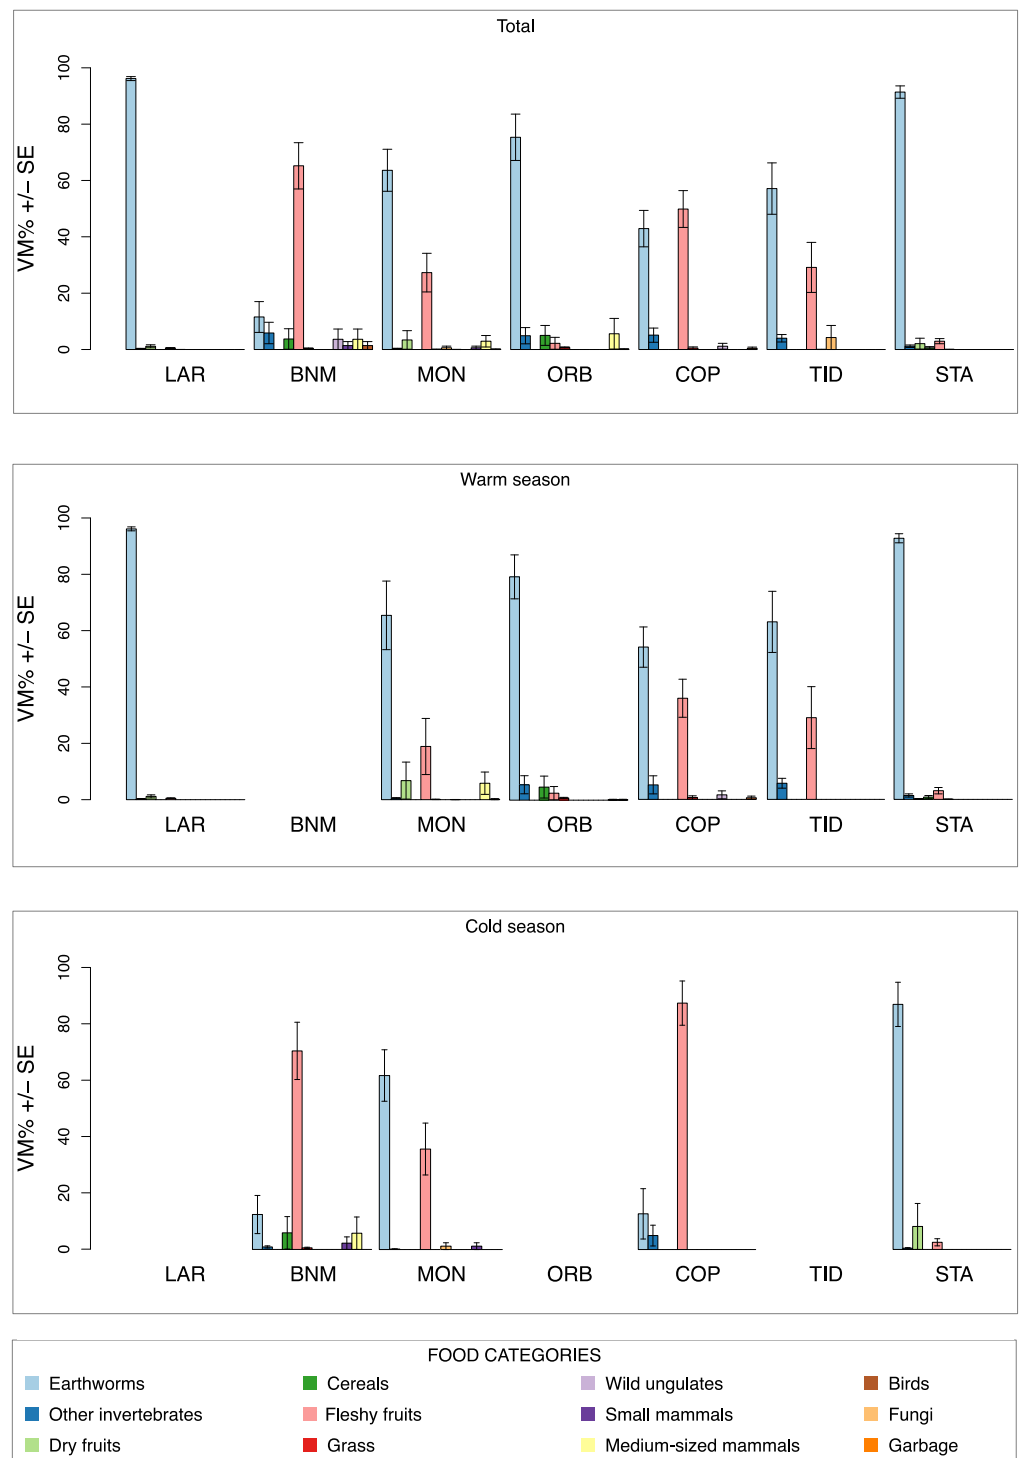 Total
VM% +/− SE
100
80
60
40
20
0
LAR BNM MON ORB COP TID STA
Warm season
VM% +/− SE
100
80
60
40
20
0
LAR BNM MON ORB COP TID STA
Cold season
VM% +/− SE
100
80
60
40
20
0
LAR BNM MON ORB COP TID STA
FOOD CATEGORIES
Earthworms Cereals Wild ungulates Birds
Other invertebrates Fleshy fruits Small mammals Fungi
Dry fruits Grass Medium-sized mammals Garbage